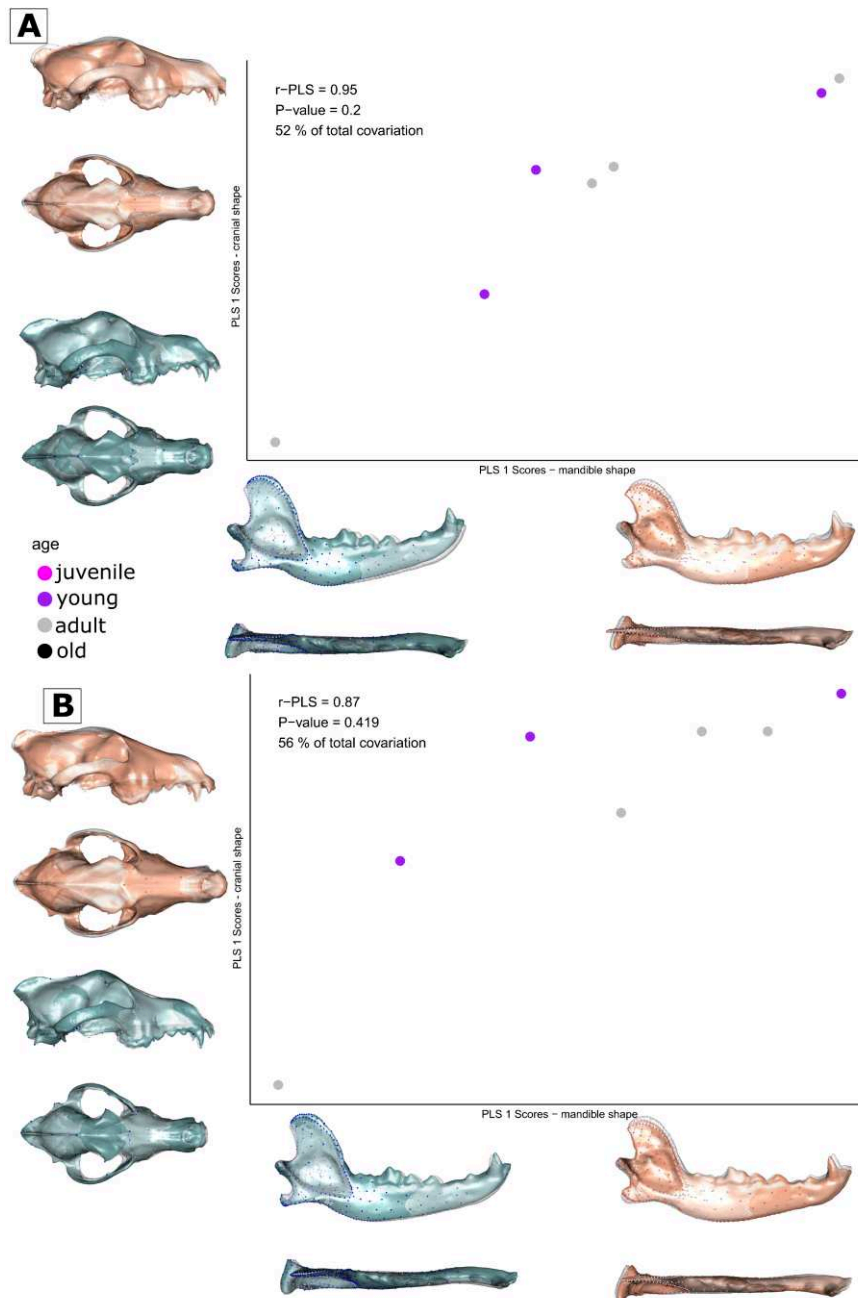 A
r-PLS = 0.95
P-value = 0.2
52 % of total covariation
PLS 1 Scores - cranial shape
PLS 1 Scores − mandible shape
age
juvenile
young
adult
old
B
r-PLS = 0.87
P-value = 0.419
56 % of total covariation
PLS 1 Scores - cranial shape
PLS 1 Scores − mandible shape